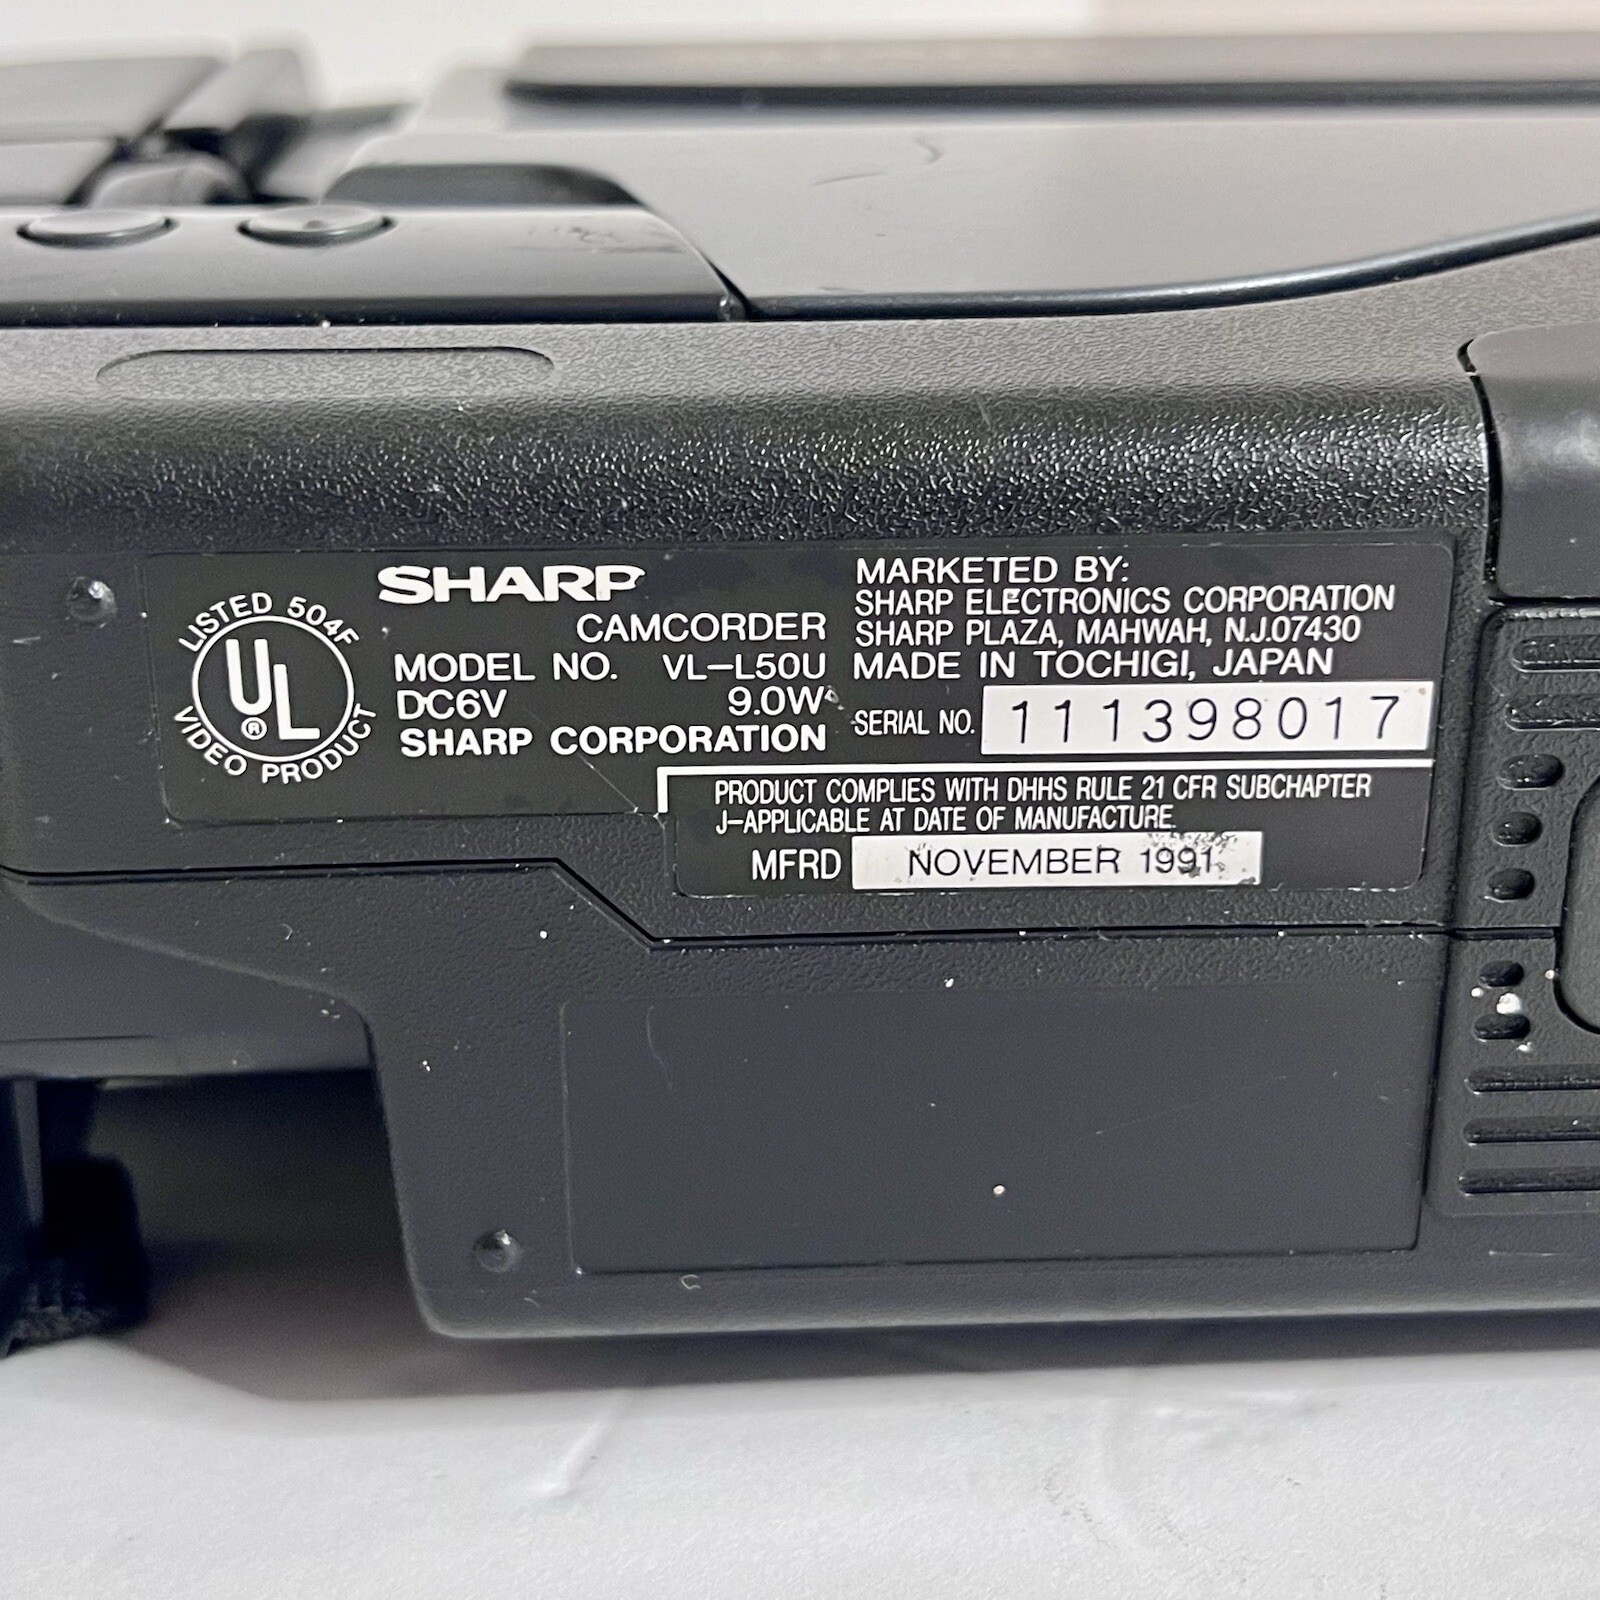 LISTED 504F
UL®
VIDEO PRODUCT
SHARP
CAMCORDER
MODEL NO. VL-L50U
DC6V 9.0W
SHARP CORPORATION
MARKETED BY:
SHARP ELECTRONICS CORPORATION
SHARP PLAZA, MAHWAH, N.J.07430
MADE IN TOCHIGI, JAPAN
SERIAL NO. 111398017
PRODUCT COMPLIES WITH DHHS RULE 21 CFR SUBCHAPTER
J-APPLICABLE AT DATE OF MANUFACTURE.
MFRD NOVEMBER 1991